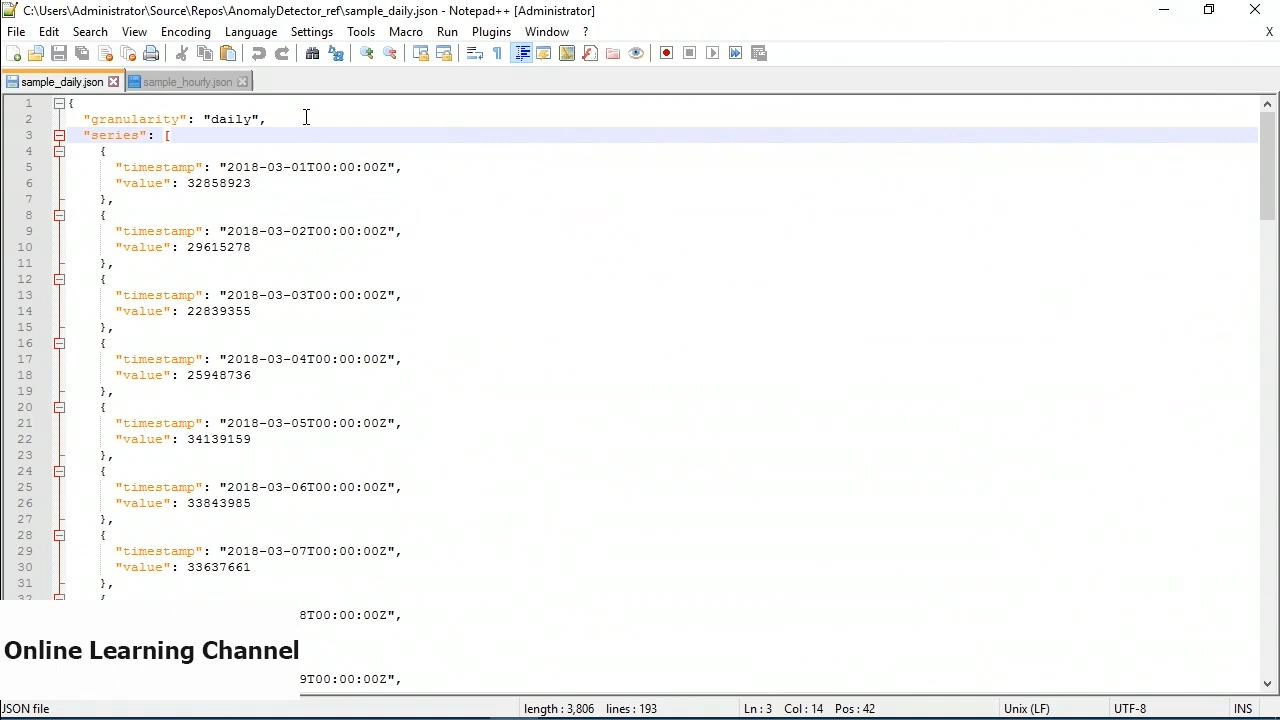 C:\Users\Administrator\Source\Repos\AnomalyDetector_ref\sample_daily.json - Notepad++ [Administrator]
File Edit Search View Encoding Language Settings Tools Macro Run Plugins Window ? X
sample_daily.json sample_hourly.json
1 {
2 "granularity": "daily",
3 "series": [
4 {
5 "timestamp": "2018-03-01T00:00:00Z",
6 "value": 32858923
7 },
8 {
9 "timestamp": "2018-03-02T00:00:00Z",
10 "value": 29615278
11 },
12 {
13 "timestamp": "2018-03-03T00:00:00Z",
14 "value": 22839355
15 },
16 {
17 "timestamp": "2018-03-04T00:00:00Z",
18 "value": 25948736
19 },
20 {
21 "timestamp": "2018-03-05T00:00:00Z",
22 "value": 34139159
23 },
24 {
25 "timestamp": "2018-03-06T00:00:00Z",
26 "value": 33843985
27 },
28 {
29 "timestamp": "2018-03-07T00:00:00Z",
30 "value": 33637661
31 },
32 {
8T00:00:00Z",
Online Learning Channel
9T00:00:00Z",
JSON file length : 3,806 lines : 193 Ln : 3 Col : 14 Pos : 42 Unix (LF) UTF-8 INS